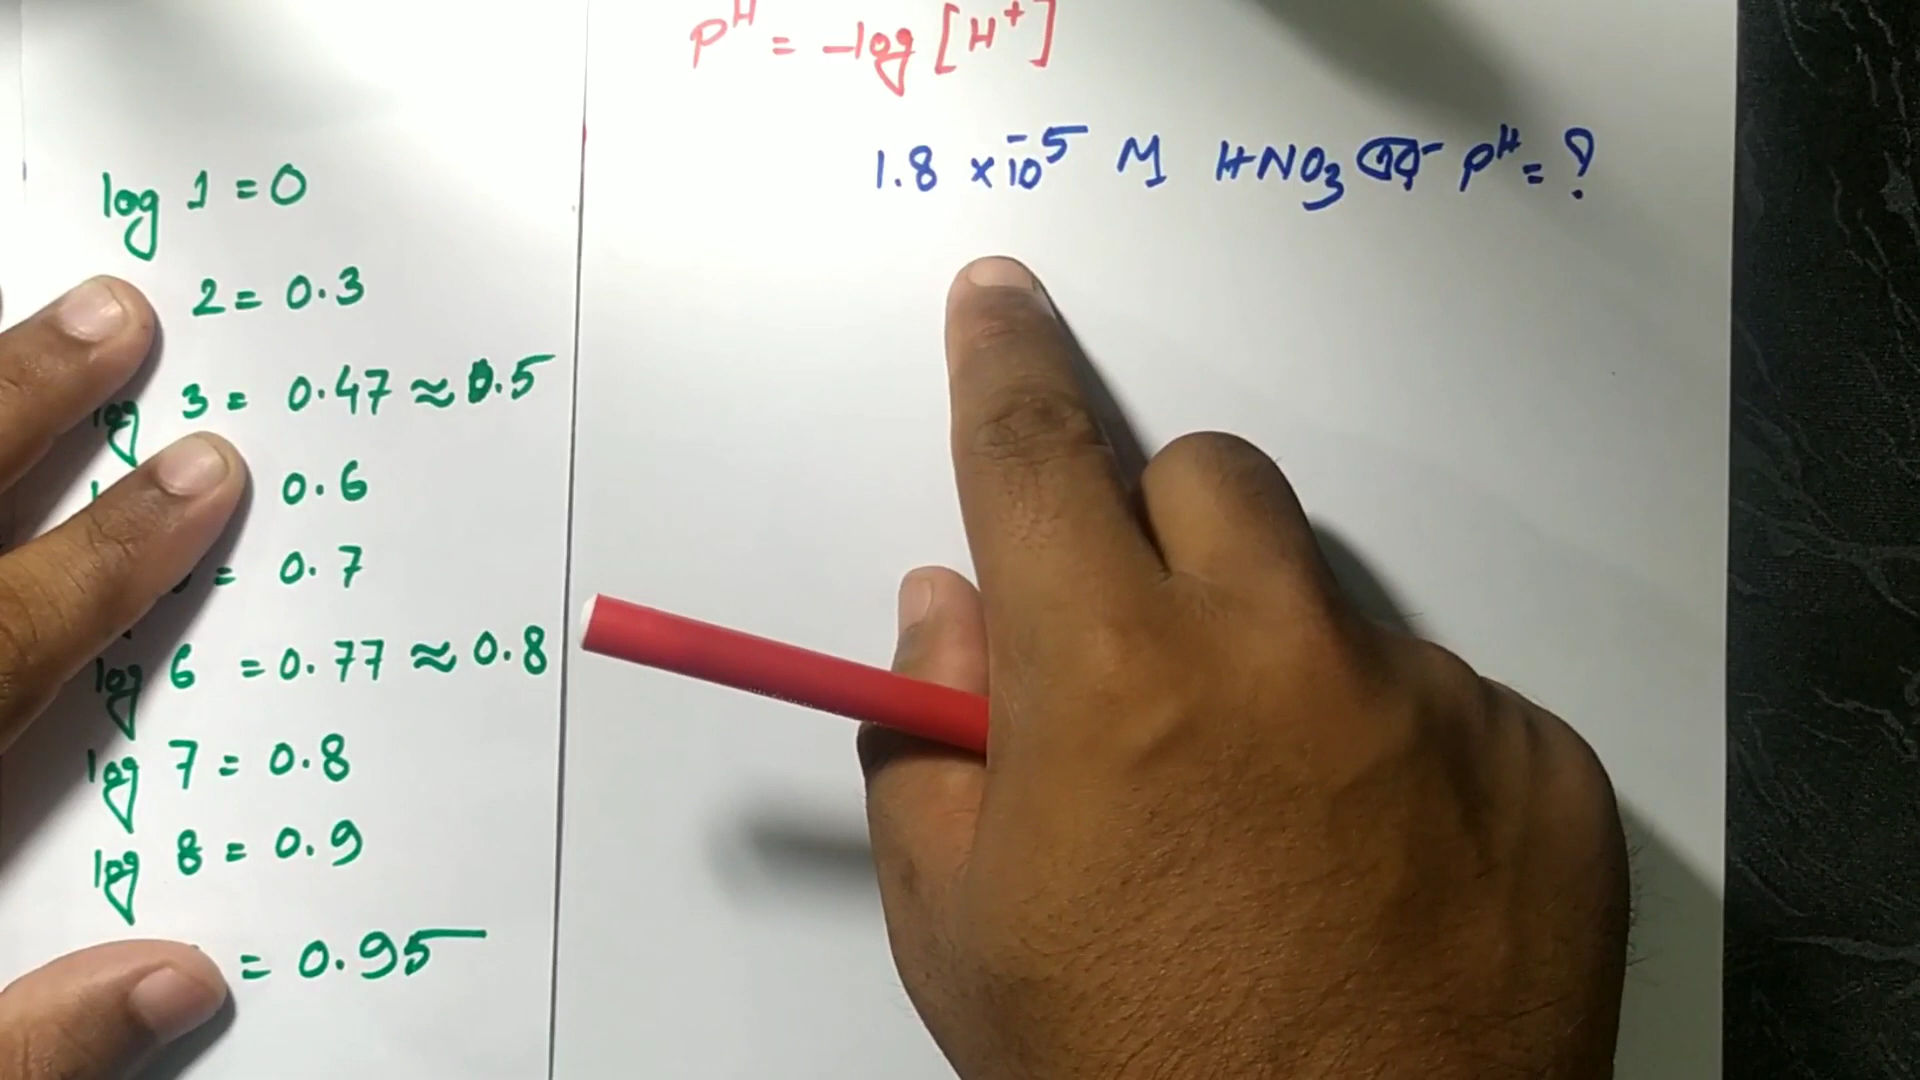 pH = -log [H+]
1.8 × 10-5 M HNO3 এর pH = ?
log 1 = 0
2 = 0.3
log 3 = 0.47 ≈ 0.5
0.6
= 0.7
log 6 = 0.77 ≈ 0.8
log 7 = 0.8
log 8 = 0.9
= 0.95